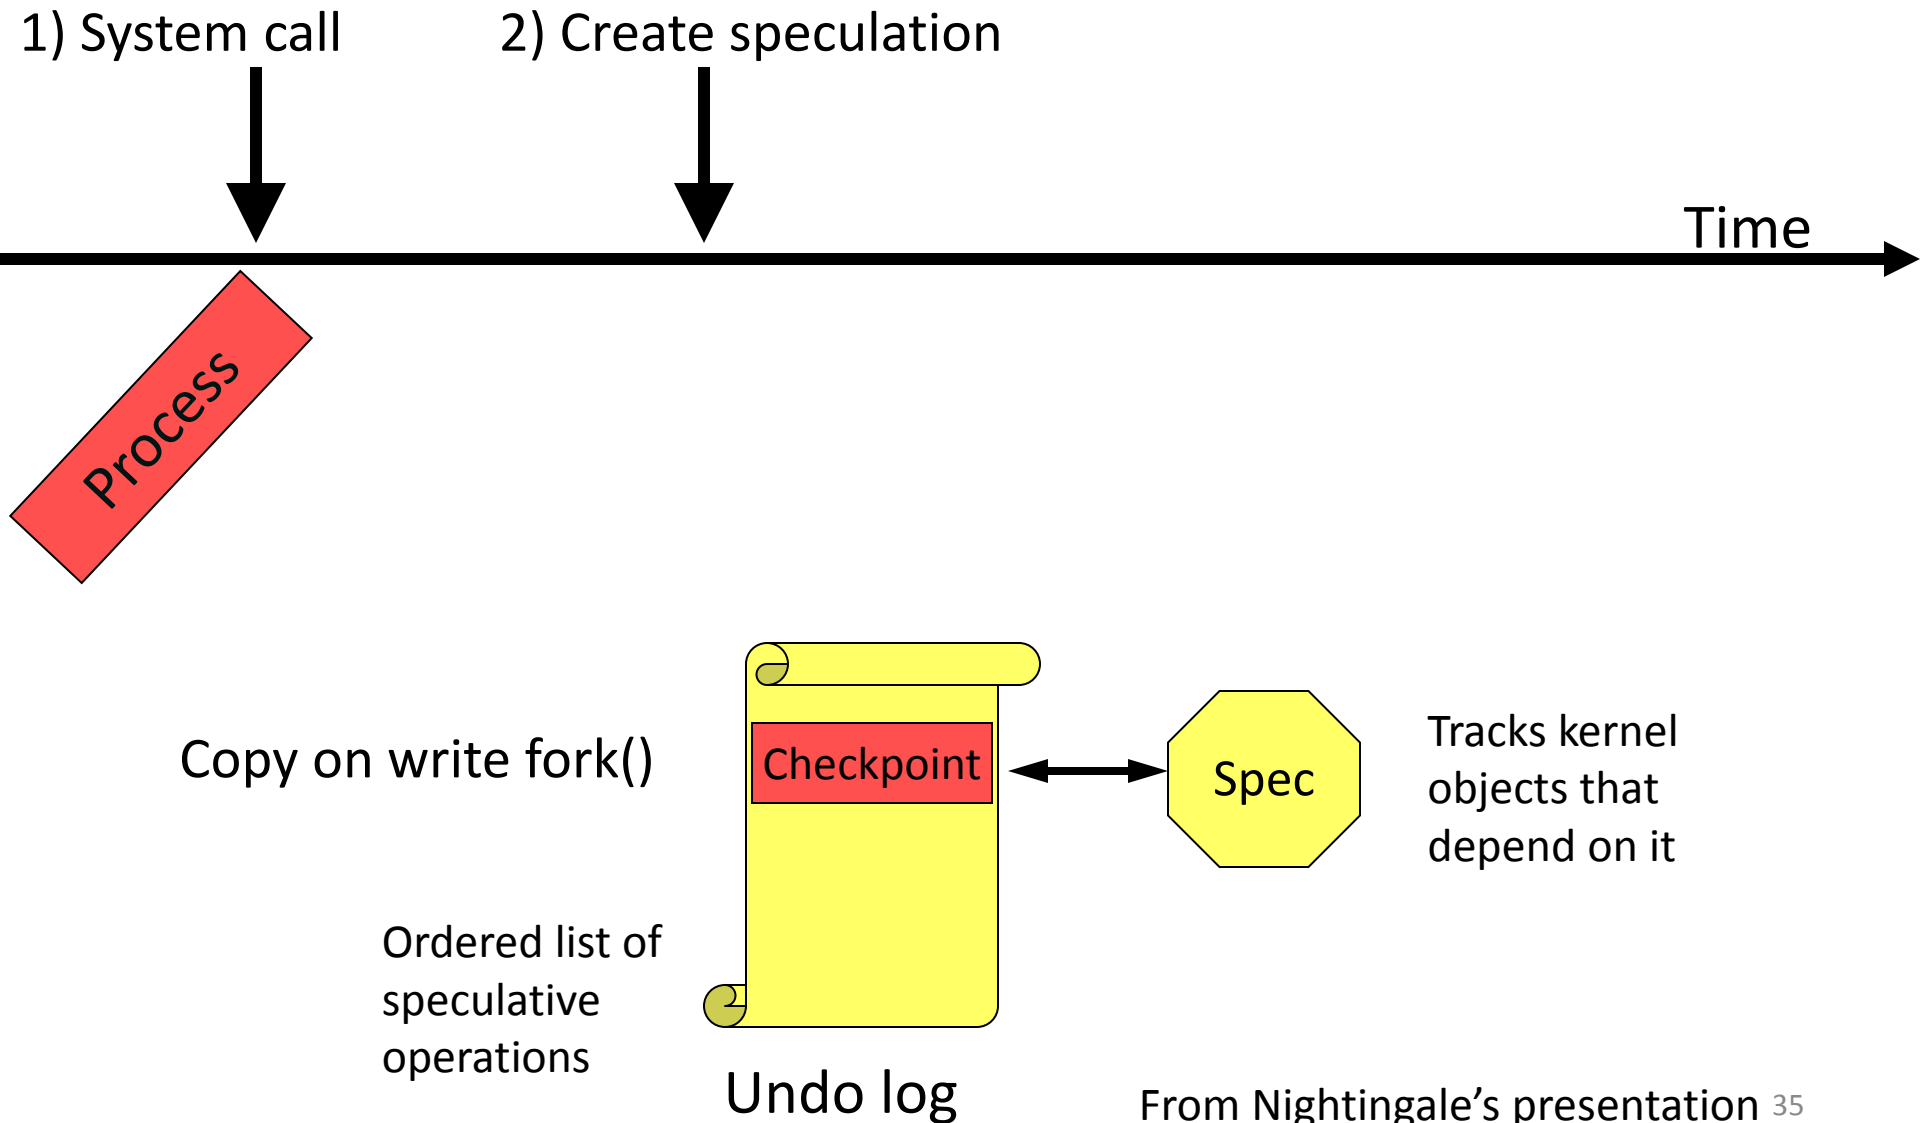 1) System call
2) Create speculation
Time
Process
Copy on write fork()
Checkpoint
Spec
Tracks kernel
objects that
depend on it
Ordered list of
speculative
operations
Undo log
From Nightingale’s presentation
35